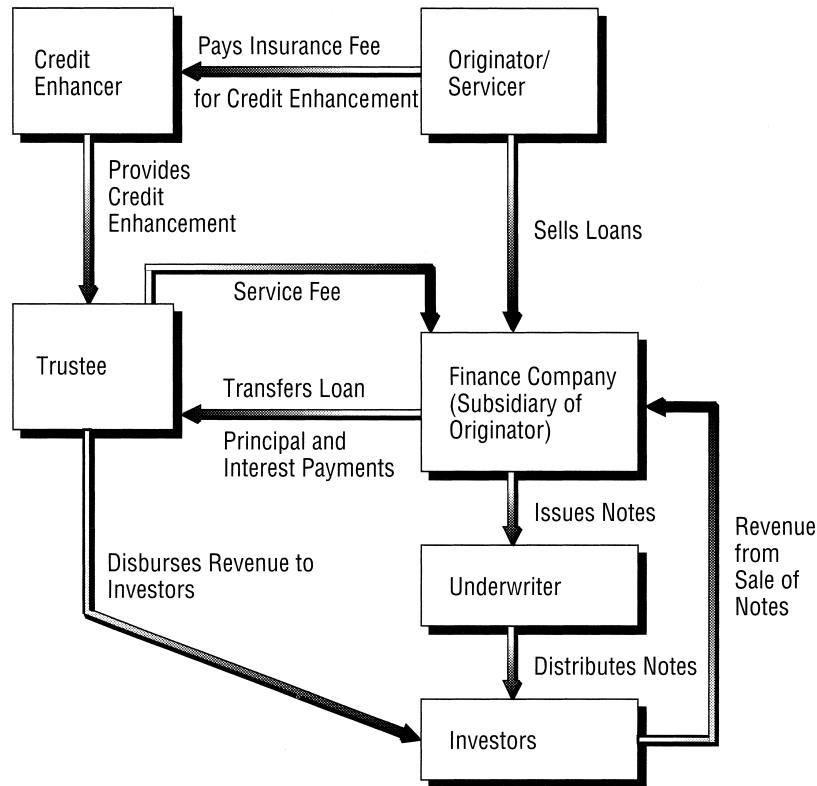 Credit
Enhancer
Pays Insurance Fee
for Credit Enhancement
Originator/
Servicer
Provides
Credit
Enhancement
Sells Loans
Service Fee
Trustee
Transfers Loan
Principal and
Interest Payments
Finance Company
(Subsidiary of
Originator)
Issues Notes
Revenue
from
Sale of
Notes
Disburses Revenue to
Investors
Underwriter
Distributes Notes
Investors